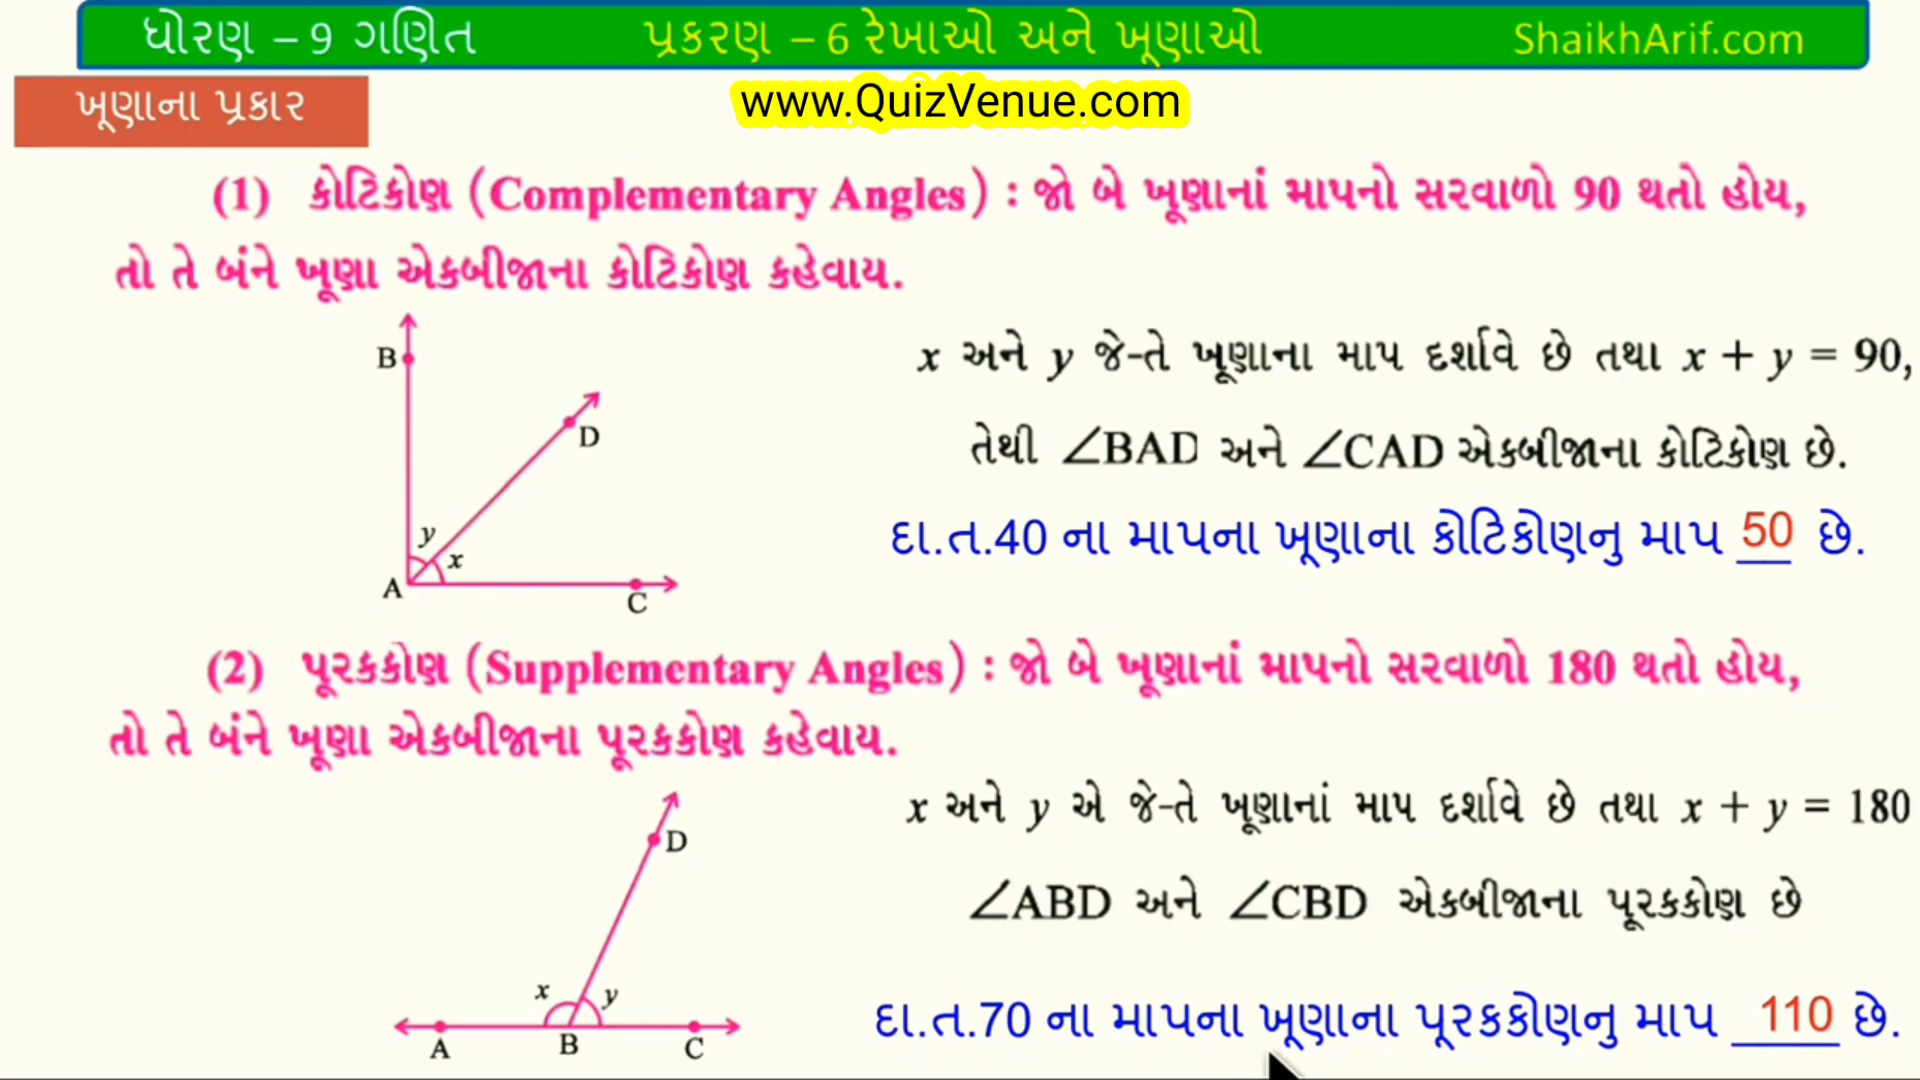 ધોરણ – 9 ગણિત પ્રકરણ – 6 રેખાઓ અને ખૂણાઓ ShaikhArif.com
ખૂણાના પ્રકાર
www.QuizVenue.com
(1) કોટિકોણ (Complementary Angles) : જો બે ખૂણાનાં માપનો સરવાળો 90 થતો હોય,
તો તે બંને ખૂણા એકબીજાના કોટિકોણ કહેવાય.
B
D
y
x
A
C
x અને y જે-તે ખૂણાના માપ દર્શાવે છે તથા x + y = 90,
તેથી ∠BAD અને ∠CAD એકબીજાના કોટિકોણ છે.
દા.ત.40 ના માપના ખૂણાના કોટિકોણનુ માપ 50 છે.
(2) પૂરકકોણ (Supplementary Angles) : જો બે ખૂણાનાં માપનો સરવાળો 180 થતો હોય,
તો તે બંને ખૂણા એકબીજાના પૂરકકોણ કહેવાય.
D
x
y
A
B
C
x અને y એ જે-તે ખૂણાનાં માપ દર્શાવે છે તથા x + y = 180
∠ABD અને ∠CBD એકબીજાના પૂરકકોણ છે
દા.ત.70 ના માપના ખૂણાના પૂરકકોણનુ માપ 110 છે.